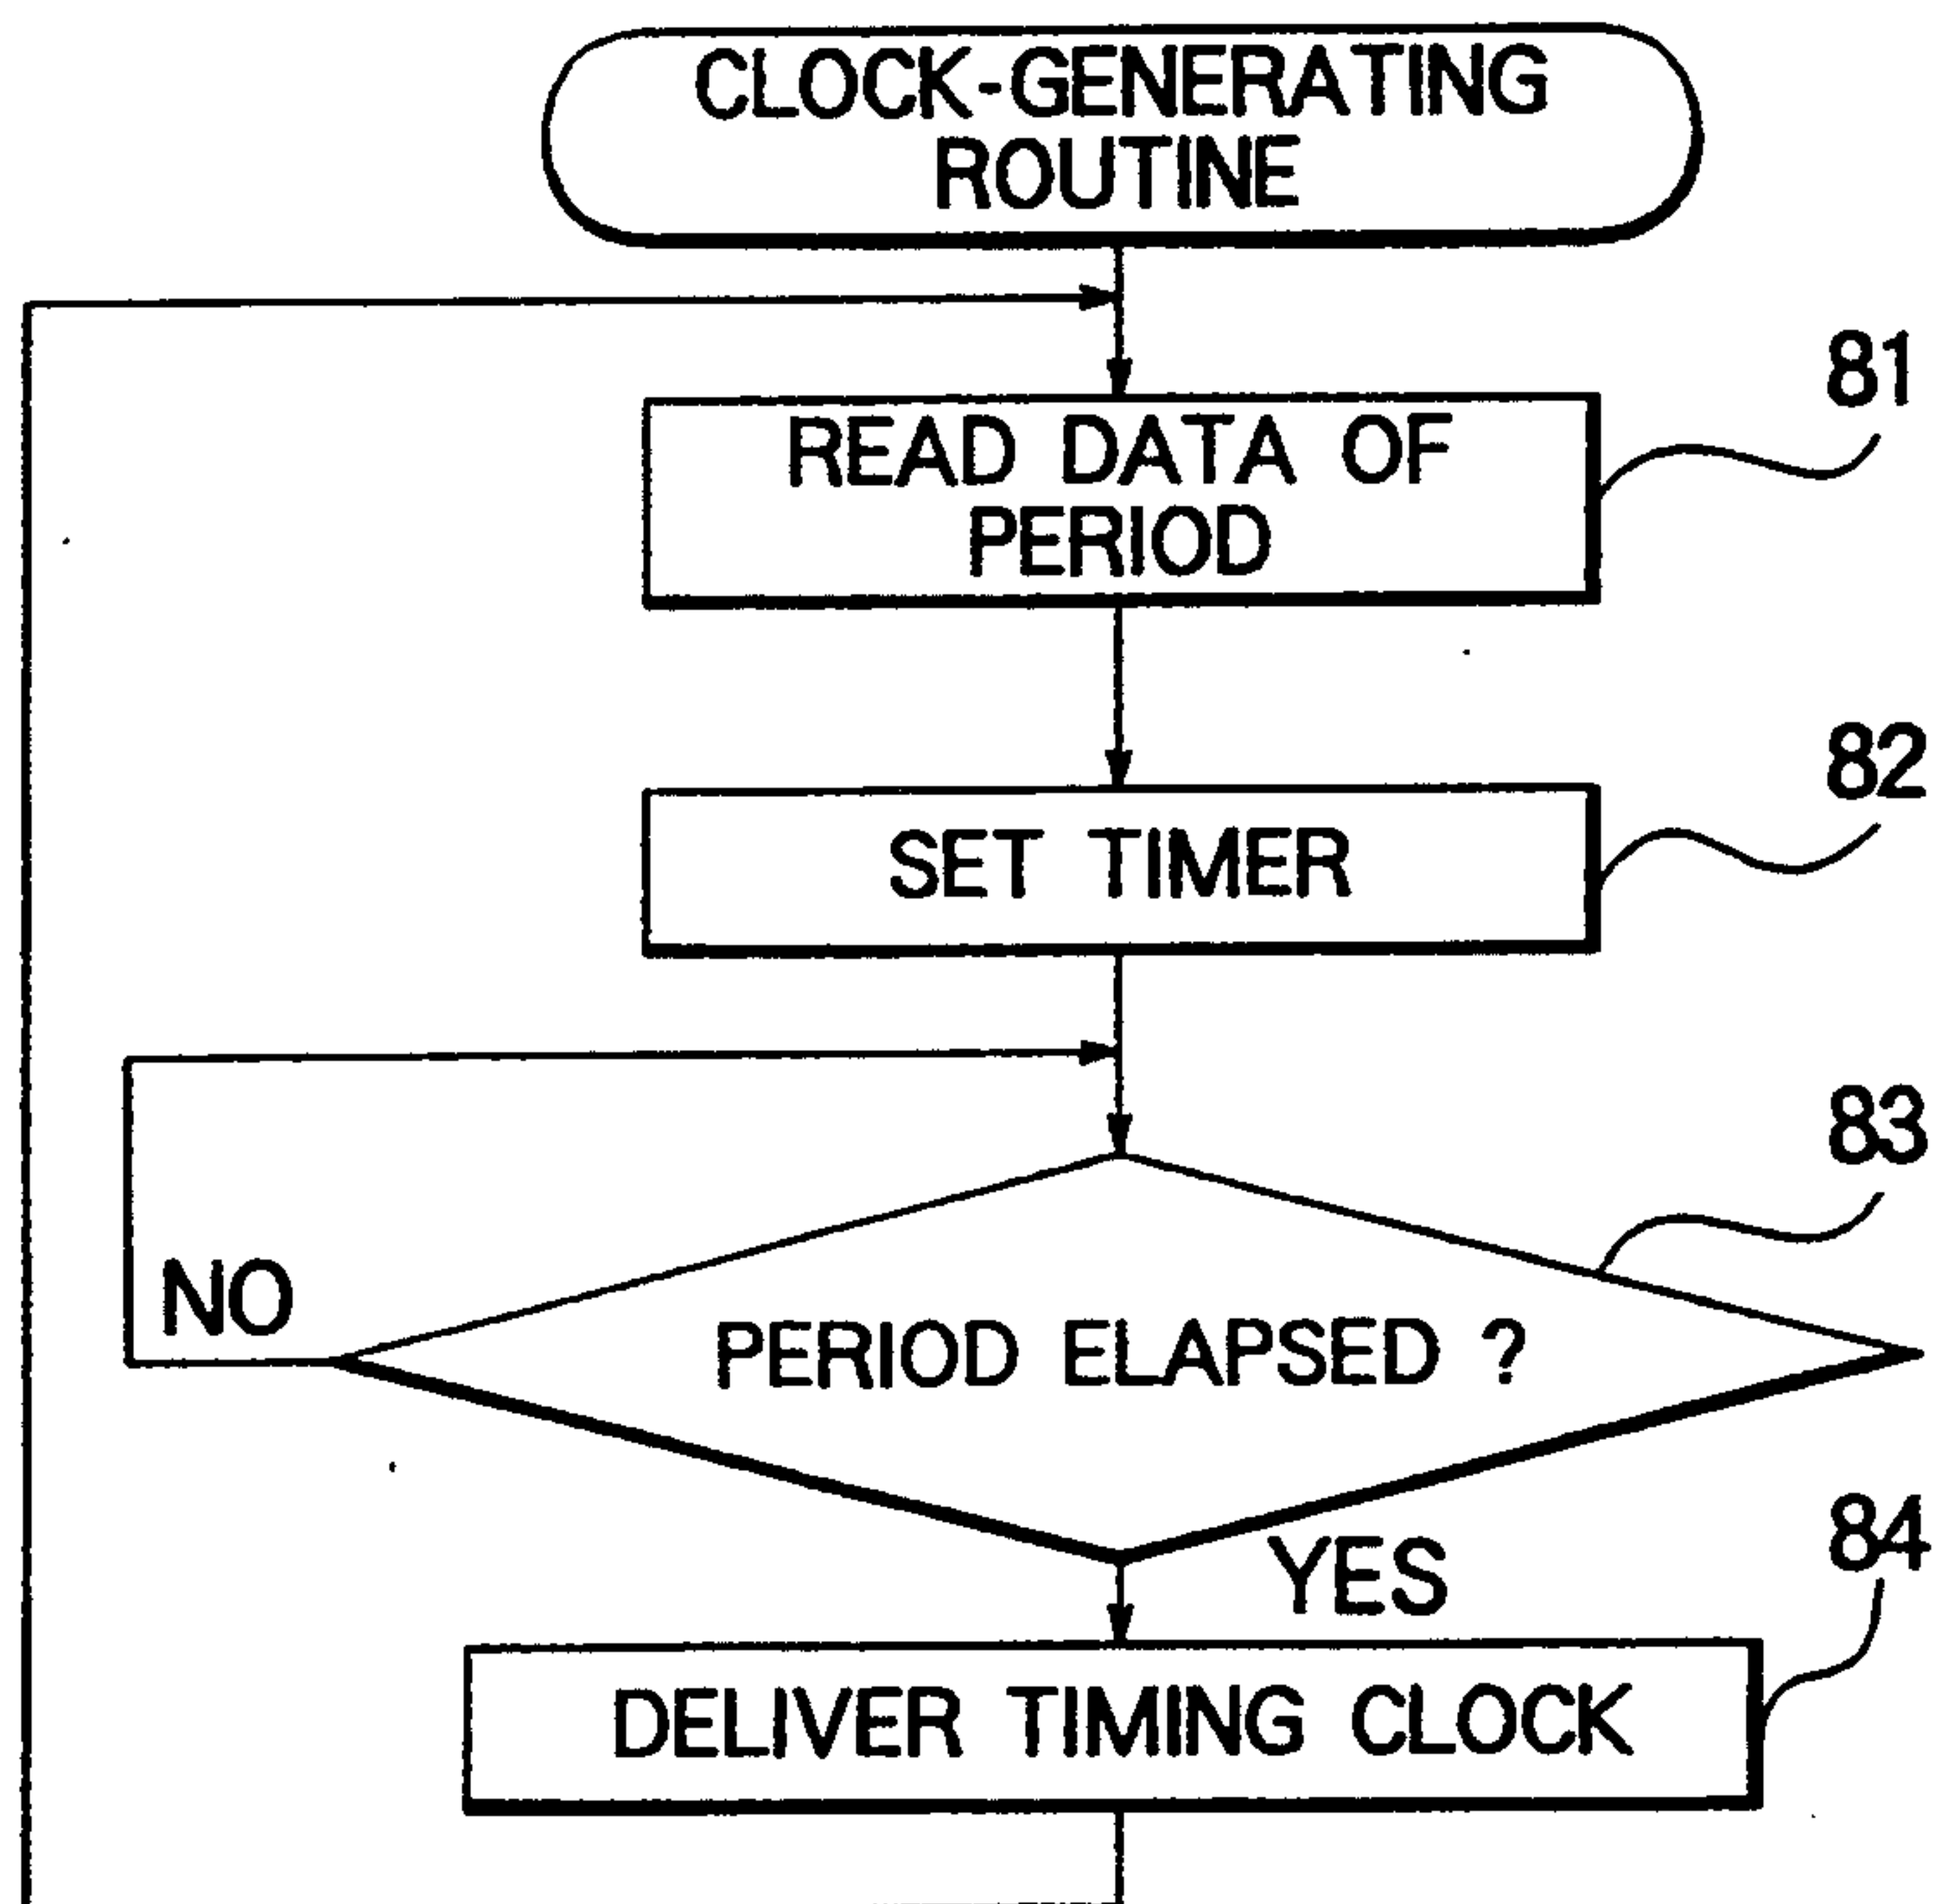 CLOCK-GENERATING
ROUTINE
81
READ DATA OF
PERIOD
82
SET TIMER
83
NO
PERIOD ELAPSED ?
YES
84
DELIVER TIMING CLOCK